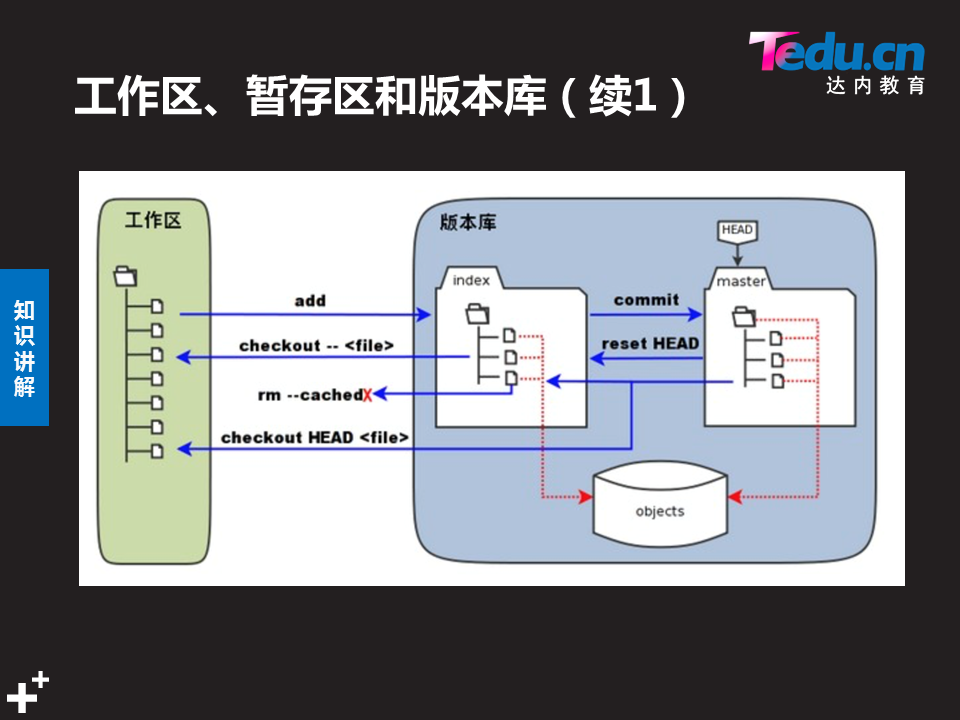 Tedu.cn
达内教育
工作区、暂存区和版本库（续1）
知识讲解
工作区
版本库
HEAD
index
master
add
commit
checkout -- <file>
reset HEAD
rm --cachedX
checkout HEAD <file>
objects